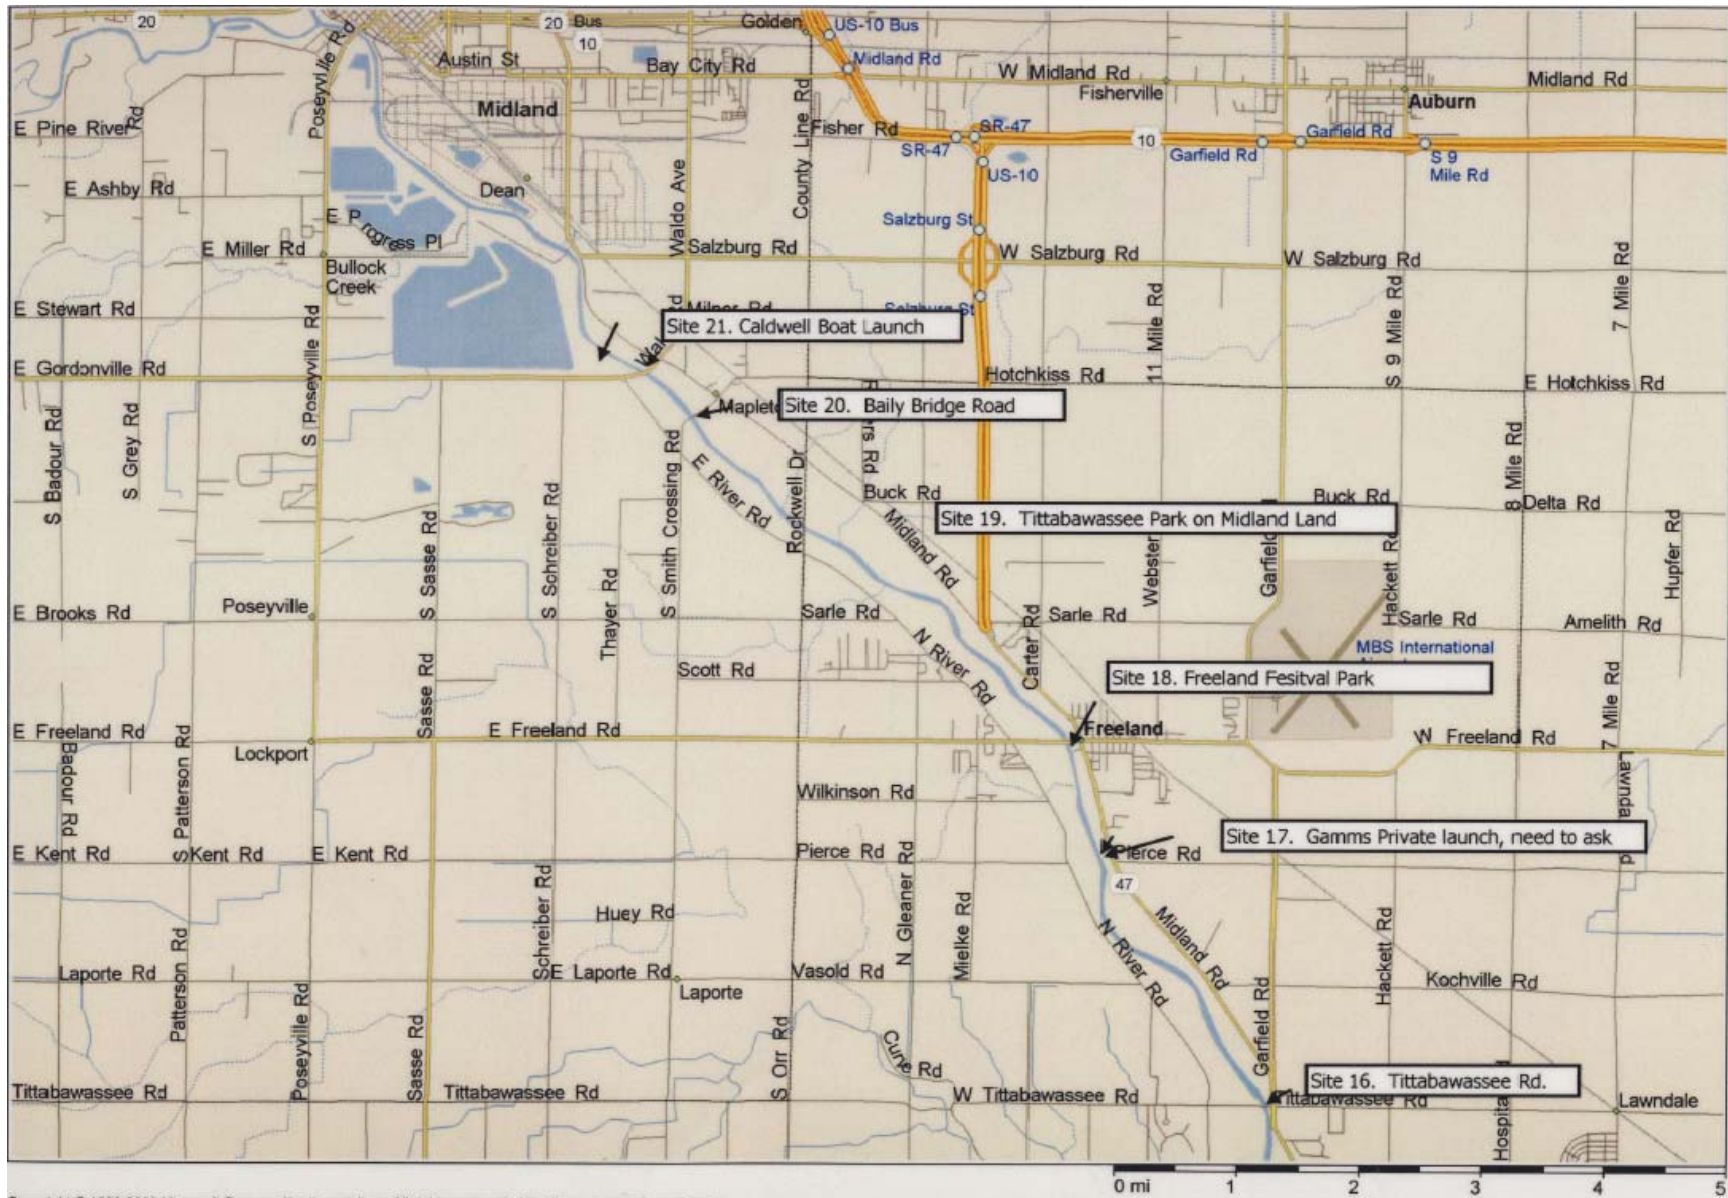 20
20
Bus
10
Golden
US-10 Bus
Poseyville Rd
Austin St
Bay City Rd
Midland Rd
W Midland Rd
Fisherville
Midland Rd
Auburn
Midland
E Pine River Rd
County Line Rd
Fisher Rd
SR-47
SR-47
10
Garfield Rd
Garfield Rd
S 9
Mile Rd
US-10
E Ashby Rd
Dean
Waldo Ave
E Progress Pl
Salzburg St
E Miller Rd
Salzburg Rd
W Salzburg Rd
W Salzburg Rd
7 Mile Rd
Bullock
Creek
E Stewart Rd
Milner Rd
Salzburg St
11 Mile Rd
S 9 Mile Rd
S Poseyville Rd
Site 21. Caldwell Boat Launch
E Gordonville Rd
Hotchkiss Rd
E Hotchkiss Rd
Site 20. Baily Bridge Road
S Badour Rd
S Grey Rd
S Smith Crossing Rd
E River Rd
Rockwell Dr
Buck Rd
Buck Rd
8 Mile Rd
Delta Rd
Site 19. Tittabawassee Park on Midland Land
Midland Rd
S Sasse Rd
S Schreiber Rd
Thayer Rd
Webster
Garfield
Hackett Rd
Hupfer Rd
E Brooks Rd
Poseyville
Sarle Rd
Sarle Rd
Sarle Rd
Amelith Rd
N River Rd
Carter Rd
MBS International
Sasse Rd
Scott Rd
Site 18. Freeland Fesitval Park
7 Mile Rd
E Freeland Rd
E Freeland Rd
Freeland
W Freeland Rd
Lockport
Badour Rd
S Patterson Rd
Wilkinson Rd
Site 17. Gamms Private launch, need to ask
E Kent Rd
Kent Rd
E Kent Rd
Pierce Rd
Pierce Rd
47
Schreiber Rd
Huey Rd
N Gleaner Rd
Mielke Rd
N River Rd
Midland Rd
Hackett Rd
Laporte Rd
Patterson Rd
E Laporte Rd
Laporte
Vasold Rd
Kochville Rd
Poseyville Rd
Sasse Rd
S Orr Rd
Curve Rd
Garfield Rd
Site 16. Tittabawassee Rd.
Tittabawassee Rd
Tittabawassee Rd
W Tittabawassee Rd
Lawndale
0 mi
1
2
3
4
5